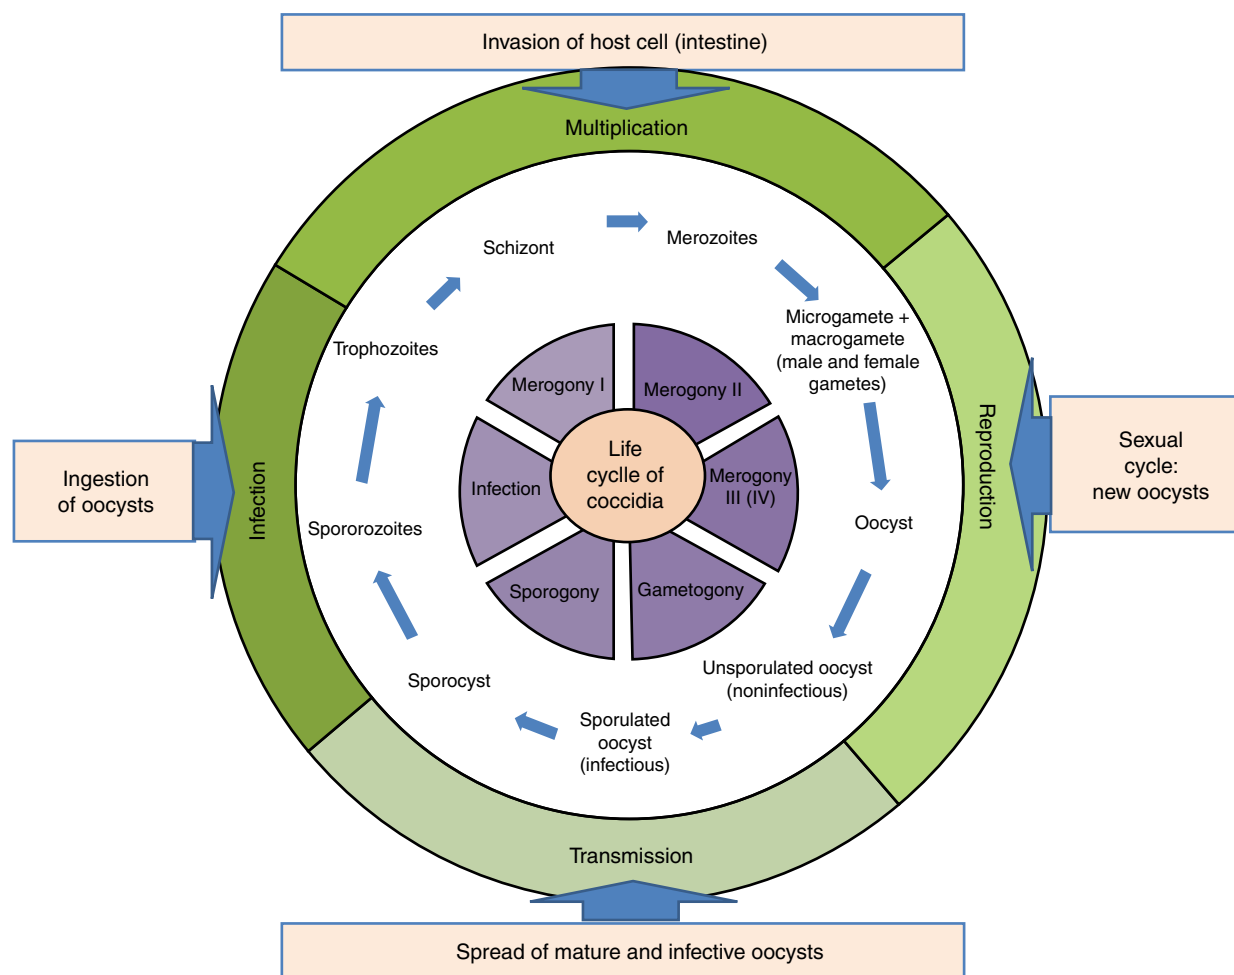 Invasion of host cell (intestine)
Multiplication
Schizont
Merozoites
Microgamete +
macrogamete
(male and female
gametes)
Trophozoites
Merogony I
Merogony II
Reproduction
Sexual
cycle:
new oocysts
Ingestion
of oocysts
Infection
Infection
Life
cyclle of
coccidia
Merogony
III (IV)
Spororozoites
Oocyst
Sporogony
Gametogony
Sporocyst
Unsporulated oocyst
(noninfectious)
Sporulated
oocyst
(infectious)
Transmission
Spread of mature and infective oocysts